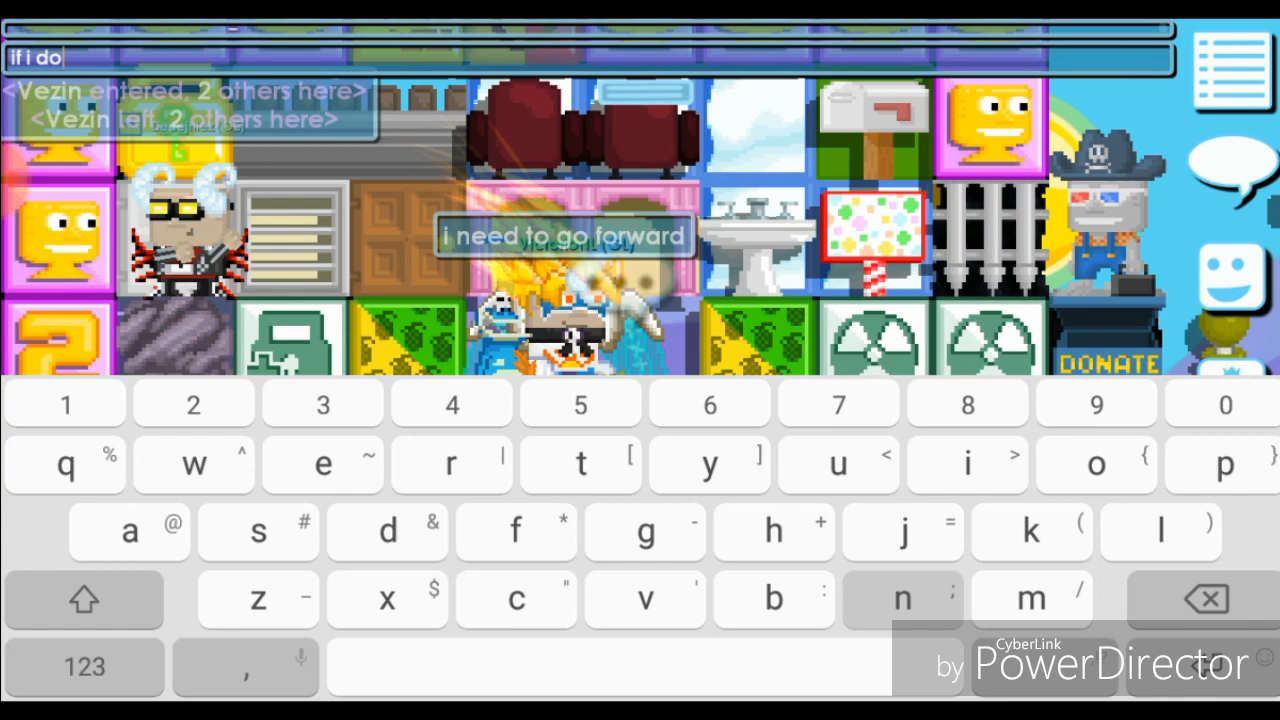 if i do
<Vezin entered, 2 others here>
<Vezin left, 2 others here>
i need to go forward
DONATE
1 2 3 4 5 6 7 8 9 0
q % w ^ e ~ r | t [ y ] u < i > o { p }
a @ s # d & f * g - h + j = k ( l )
z _ x $ c " v ' b : n ; m /
123 ,
CyberLink
by PowerDirector